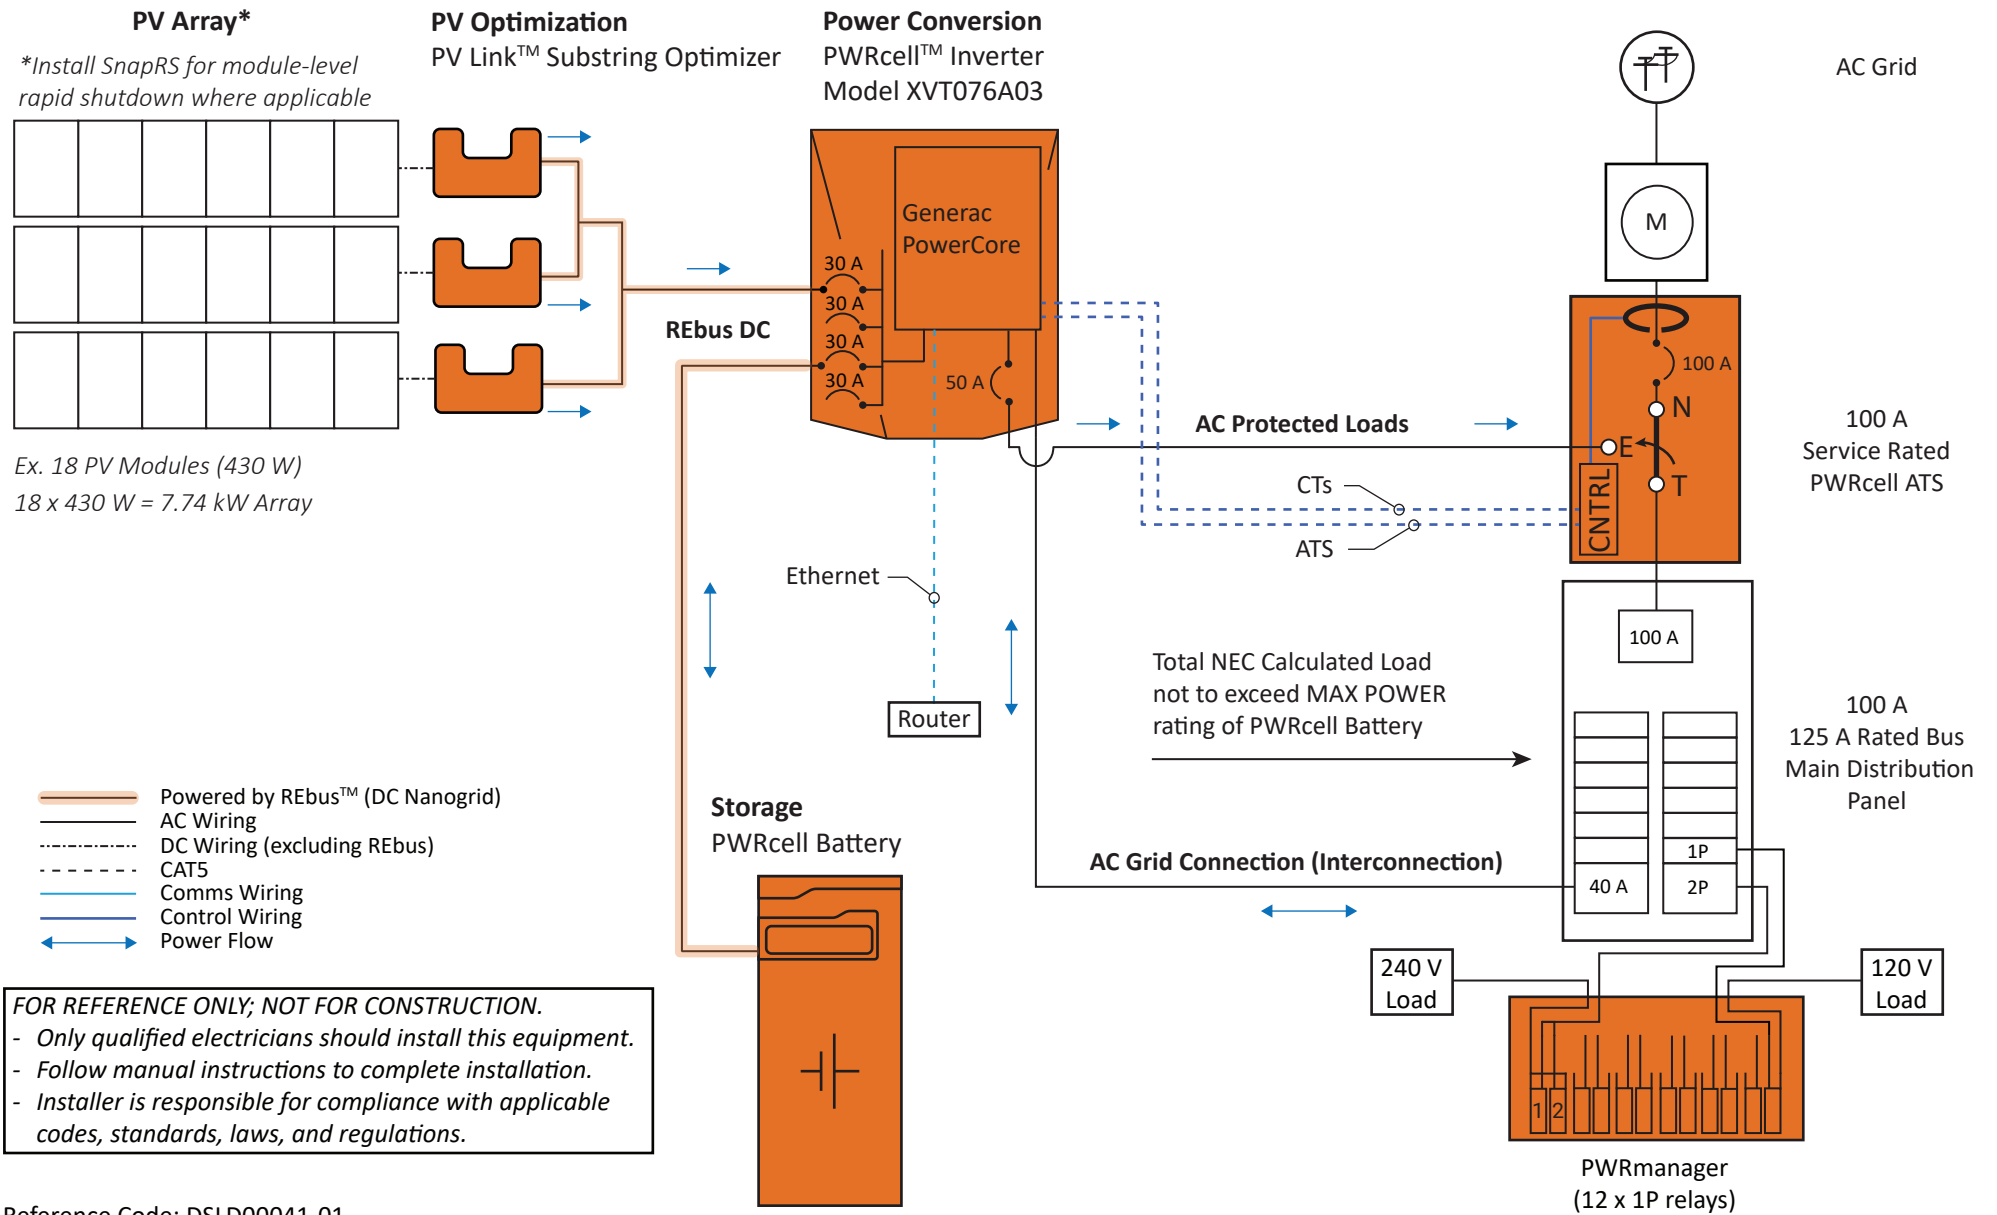 PV Array*
*Install SnapRS for module-level
rapid shutdown where applicable
PV Optimization
PV Link™ Substring Optimizer
Power Conversion
PWRcell™ Inverter
Model XVT076A03
AC Grid
Generac
PowerCore
30 A
30 A
30 A
30 A
50 A
REbus DC
M
100 A
N
E
T
CNTRL
100 A
Service Rated
PWRcell ATS
AC Protected Loads
CTs
ATS
Ex. 18 PV Modules (430 W)
18 x 430 W = 7.74 kW Array
Ethernet
Router
Total NEC Calculated Load
not to exceed MAX POWER
rating of PWRcell Battery
100 A
1P
40 A
2P
100 A
125 A Rated Bus
Main Distribution
Panel
Powered by REbus™ (DC Nanogrid)
AC Wiring
DC Wiring (excluding REbus)
CAT5
Comms Wiring
Control Wiring
Power Flow
Storage
PWRcell Battery
AC Grid Connection (Interconnection)
240 V
Load
120 V
Load
1 2
PWRmanager
(12 x 1P relays)
FOR REFERENCE ONLY; NOT FOR CONSTRUCTION.
- Only qualified electricians should install this equipment.
- Follow manual instructions to complete installation.
- Installer is responsible for compliance with applicable
codes, standards, laws, and regulations.
Reference Code: DSLD00041-01